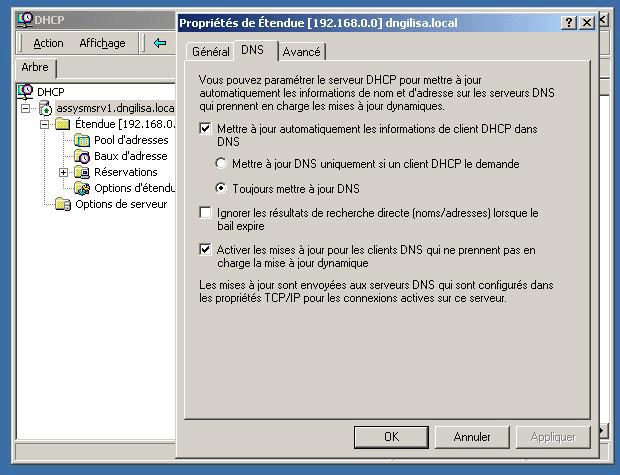 DHCP
Action Affichage
Arbre
DHCP
assysmsrv1.dngilisa.loca
Étendue [192.168.0.
Pool d'adresses
Baux d'adresse
Réservations
Options d'étendu
Options de serveur
Propriétés de Étendue [192.168.0.0] dngilisa.local
Général DNS Avancé
Vous pouvez paramétrer le serveur DHCP pour mettre à jour
automatiquement les informations de nom et d'adresse sur les serveurs DNS
qui prennent en charge les mises à jour dynamiques.
Mettre à jour automatiquement les informations de client DHCP dans
DNS
Mettre à jour DNS uniquement si un client DHCP le demande
Toujours mettre à jour DNS
Ignorer les résultats de recherche directe (noms/adresses) lorsque le
bail expire
Activer les mises à jour pour les clients DNS qui ne prennent pas en
charge la mise à jour dynamique
Les mises à jour sont envoyées aux serveurs DNS qui sont configurés dans
les propriétés TCP/IP pour les connexions actives sur ce serveur.
OK Annuler Appliquer